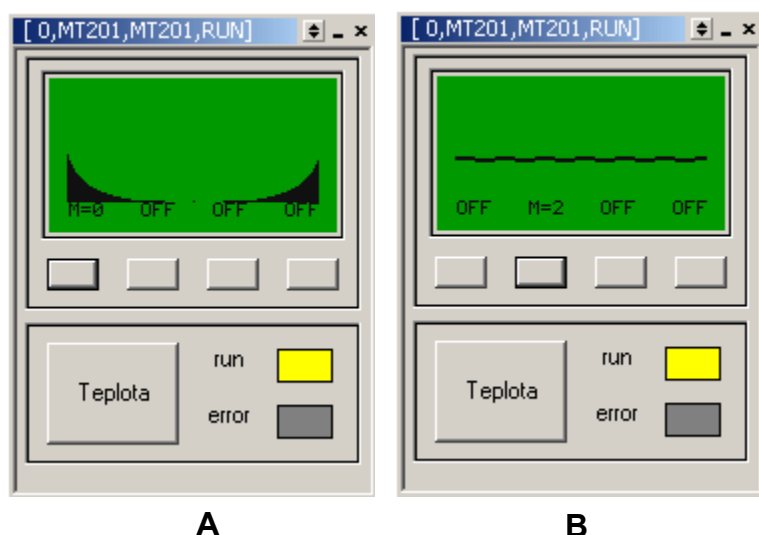 [ 0,MT201,MT201,RUN]
M=0 OFF OFF OFF
run
Teplota
error
A
[ 0,MT201,MT201,RUN]
OFF M=2 OFF OFF
run
Teplota
error
B